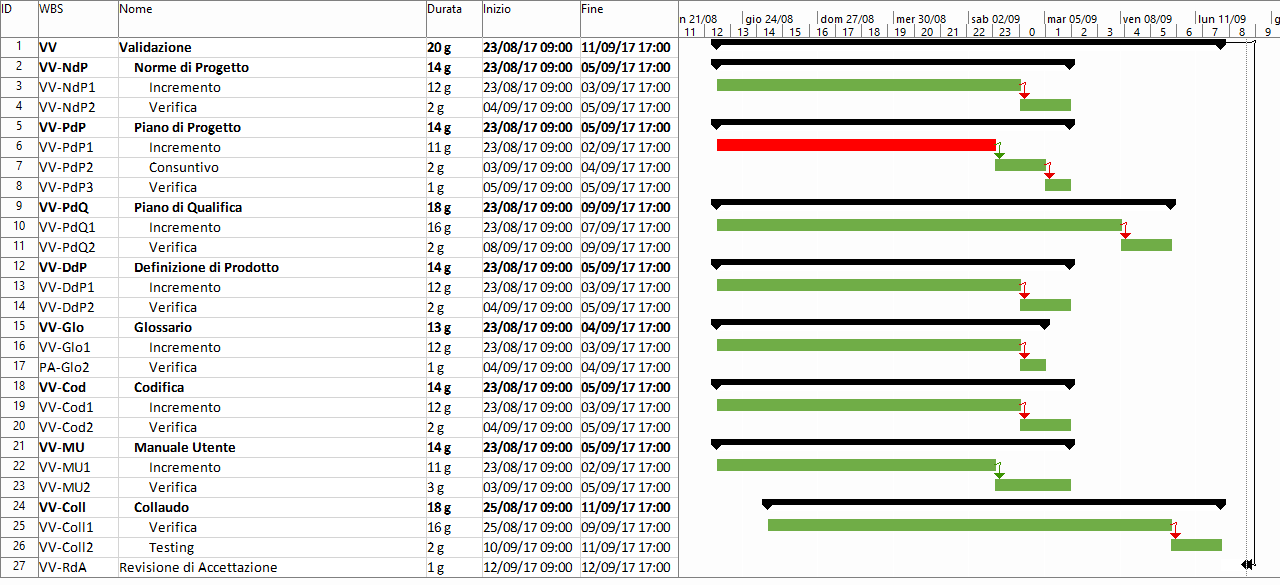 ID WBS Nome Durata Inizio Fine n 21/08 gio 24/08 dom 27/08 mer 30/08 sab 02/09 mar 05/09 ven 08/09 lun 11/09 g
11 12 13 14 15 16 17 18 19 20 21 22 23 0 1 2 3 4 5 6 7 8 9
1 VV Validazione 20 g 23/08/17 09:00 11/09/17 17:00
2 VV-NdP Norme di Progetto 14 g 23/08/17 09:00 05/09/17 17:00
3 VV-NdP1 Incremento 12 g 23/08/17 09:00 03/09/17 17:00
4 VV-NdP2 Verifica 2 g 04/09/17 09:00 05/09/17 17:00
5 VV-PdP Piano di Progetto 14 g 23/08/17 09:00 05/09/17 17:00
6 VV-PdP1 Incremento 11 g 23/08/17 09:00 02/09/17 17:00
7 VV-PdP2 Consuntivo 2 g 03/09/17 09:00 04/09/17 17:00
8 VV-PdP3 Verifica 1 g 05/09/17 09:00 05/09/17 17:00
9 VV-PdQ Piano di Qualifica 18 g 23/08/17 09:00 09/09/17 17:00
10 VV-PdQ1 Incremento 16 g 23/08/17 09:00 07/09/17 17:00
11 VV-PdQ2 Verifica 2 g 08/09/17 09:00 09/09/17 17:00
12 VV-DdP Definizione di Prodotto 14 g 23/08/17 09:00 05/09/17 17:00
13 VV-DdP1 Incremento 12 g 23/08/17 09:00 03/09/17 17:00
14 VV-DdP2 Verifica 2 g 04/09/17 09:00 05/09/17 17:00
15 VV-Glo Glossario 13 g 23/08/17 09:00 04/09/17 17:00
16 VV-Glo1 Incremento 12 g 23/08/17 09:00 03/09/17 17:00
17 PA-Glo2 Verifica 1 g 04/09/17 09:00 04/09/17 17:00
18 VV-Cod Codifica 14 g 23/08/17 09:00 05/09/17 17:00
19 VV-Cod1 Incremento 12 g 23/08/17 09:00 03/09/17 17:00
20 VV-Cod2 Verifica 2 g 04/09/17 09:00 05/09/17 17:00
21 VV-MU Manuale Utente 14 g 23/08/17 09:00 05/09/17 17:00
22 VV-MU1 Incremento 11 g 23/08/17 09:00 02/09/17 17:00
23 VV-MU2 Verifica 3 g 03/09/17 09:00 05/09/17 17:00
24 VV-Coll Collaudo 18 g 25/08/17 09:00 11/09/17 17:00
25 VV-Coll1 Verifica 16 g 25/08/17 09:00 09/09/17 17:00
26 VV-Coll2 Testing 2 g 10/09/17 09:00 11/09/17 17:00
27 VV-RdA Revisione di Accettazione 1 g 12/09/17 09:00 12/09/17 17:00